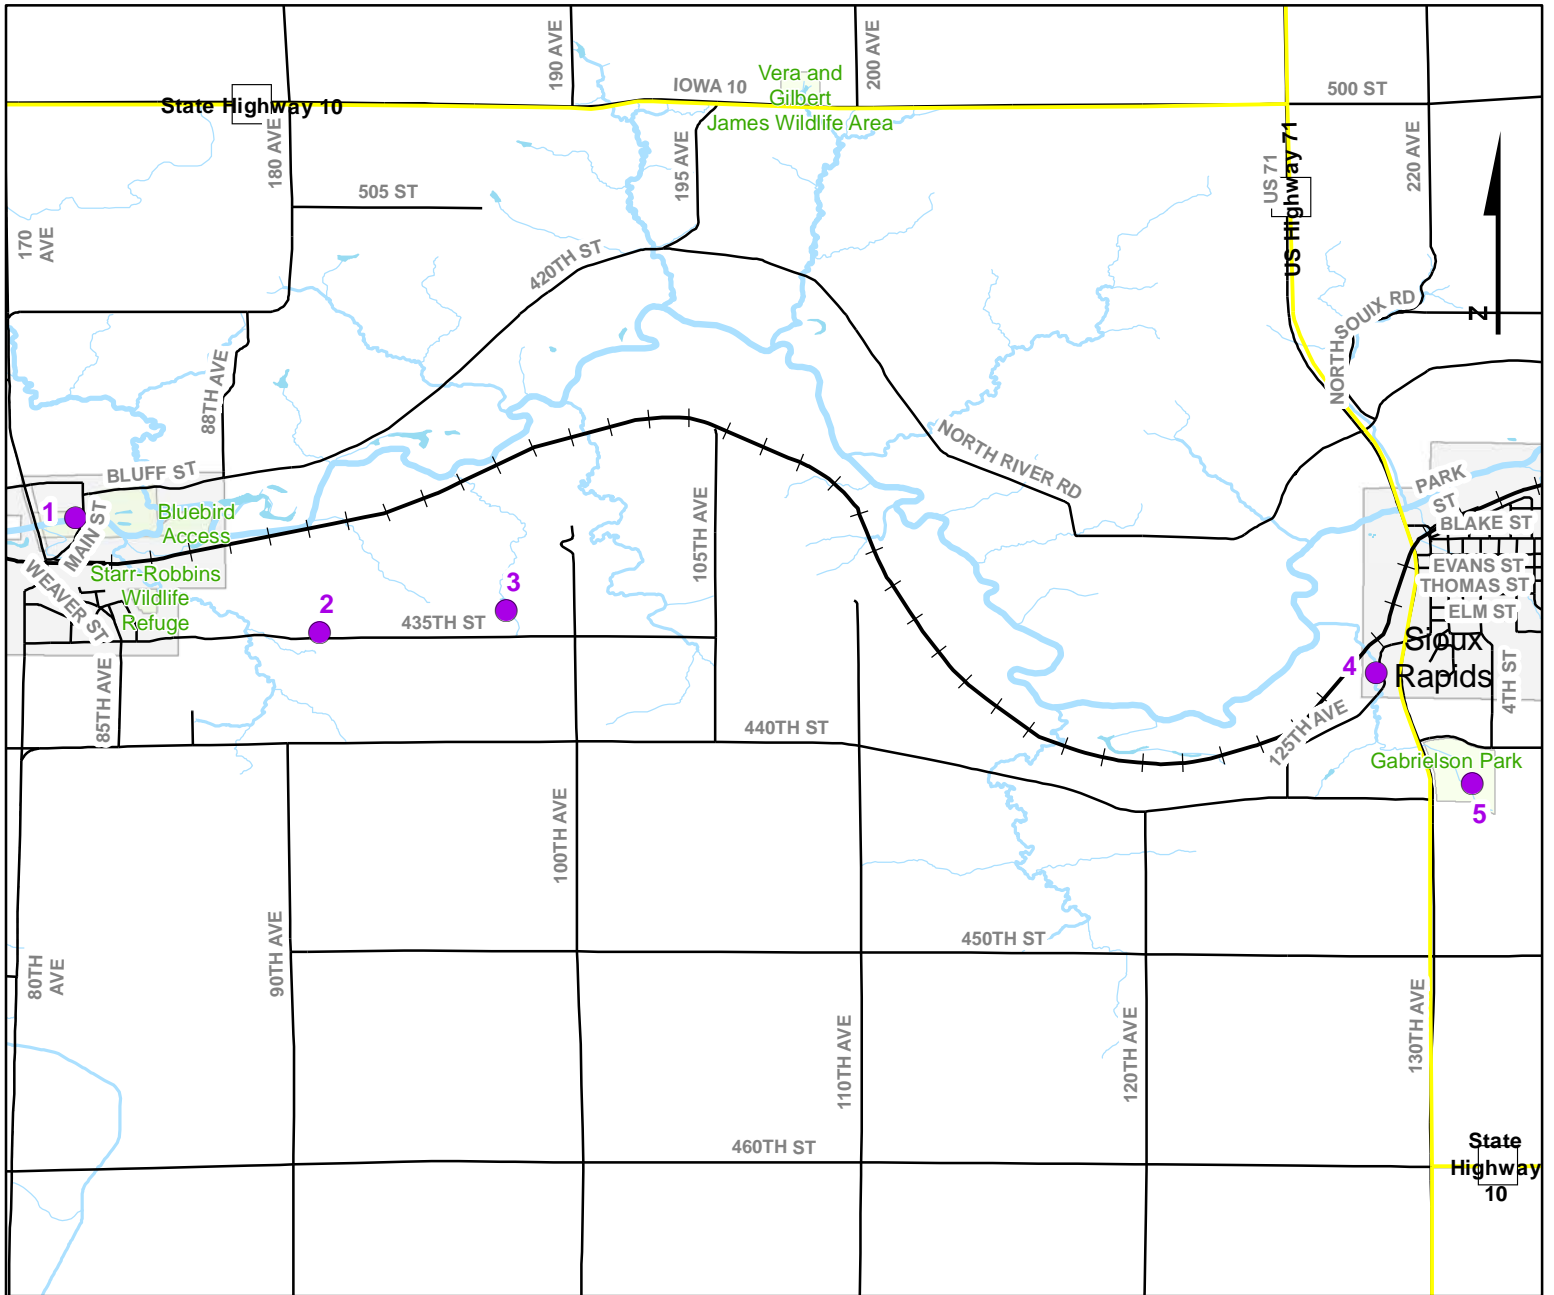 190 AVE
200 AVE
IOWA 10
Vera and
Gilbert
James Wildlife Area
500 ST
State Highway 10
180 AVE
195 AVE
US 71
US Highway 71
220 AVE
505 ST
170
AVE
420TH ST
NORTH SOUIX RD
N
88TH AVE
NORTH RIVER RD
BLUFF ST
PARK
ST
1
MAIN ST
Bluebird
Access
105TH AVE
BLAKE ST
EVANS ST
THOMAS ST
ELM ST
WEAVER ST
Starr-Robbins
Wildlife
Refuge
2
3
435TH ST
Sioux
Rapids
4
4TH ST
85TH AVE
440TH ST
125TH AVE
Gabrielson Park
5
100TH AVE
90TH AVE
450TH ST
80TH
AVE
110TH AVE
120TH AVE
130TH AVE
460TH ST
State
Highway
10